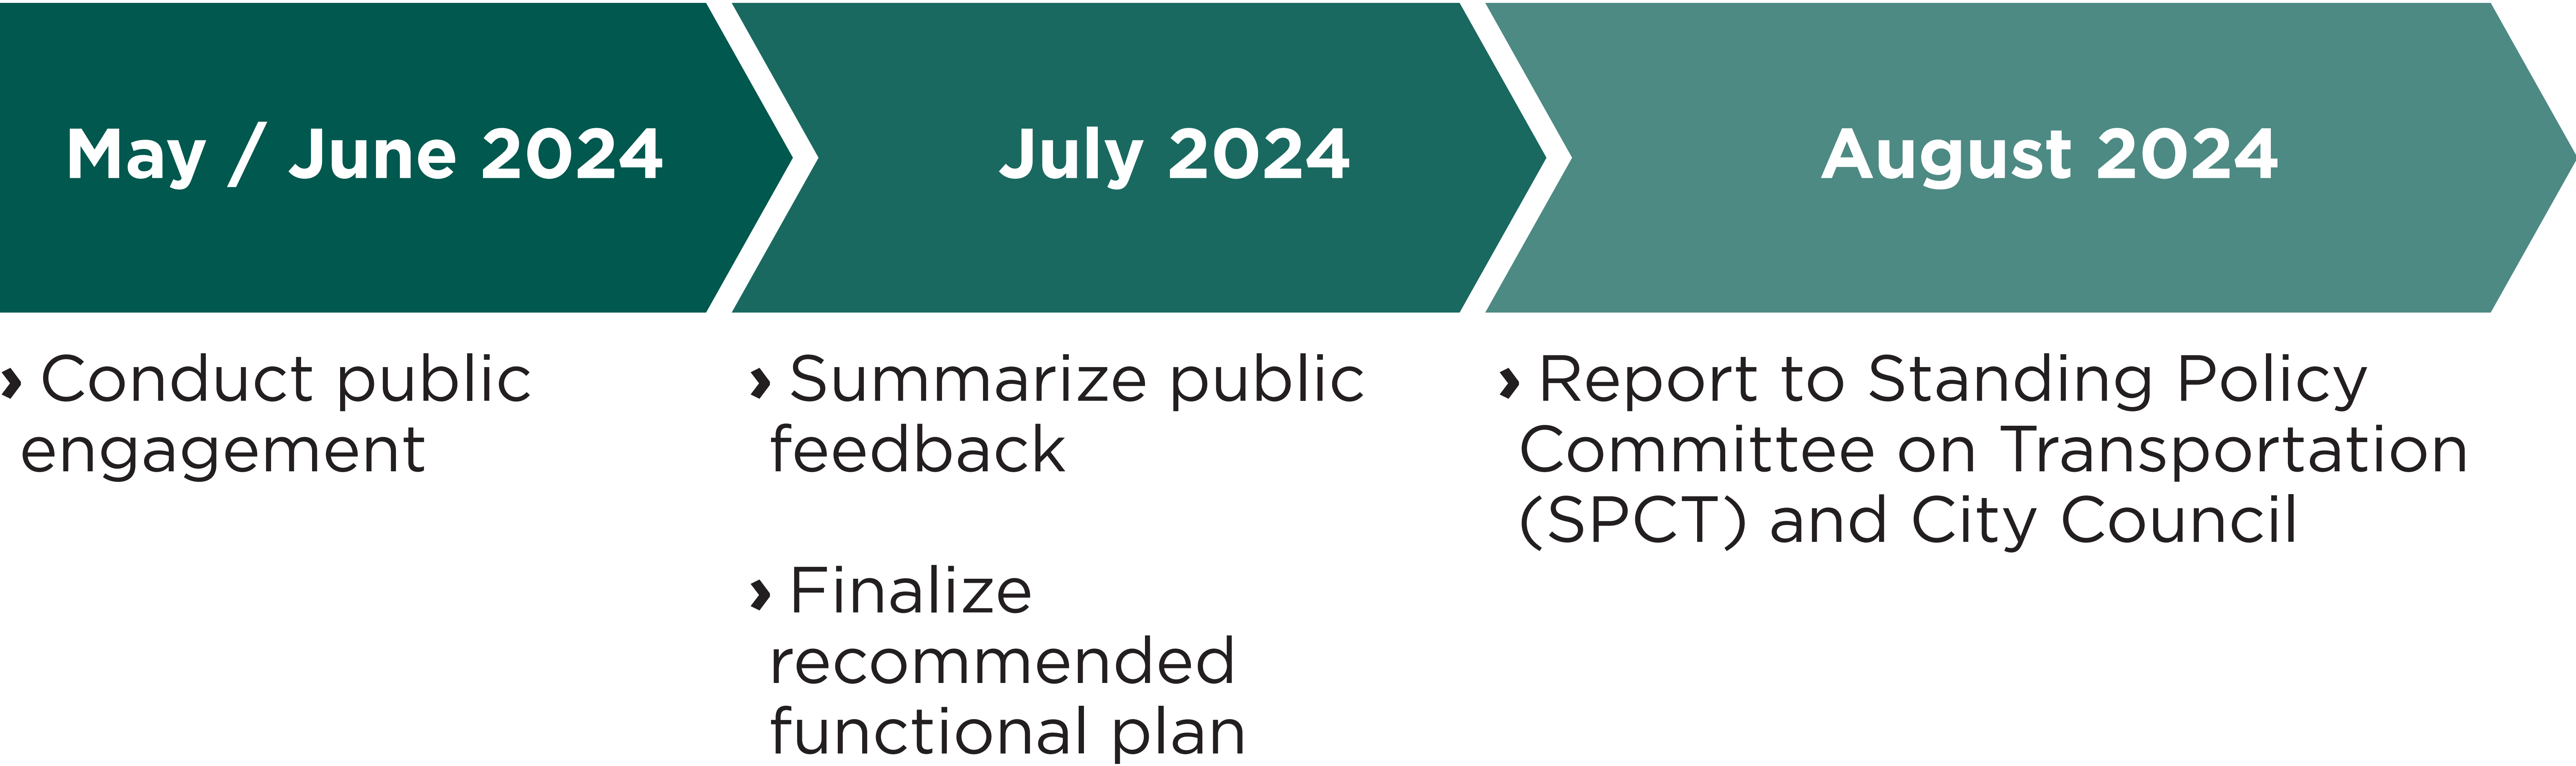 May / June 2024
› Conduct public
engagement
July 2024
› Summarize public
feedback
› Finalize
recommended
functional plan
August 2024
› Report to Standing Policy
Committee on Transportation
(SPCT) and City Council